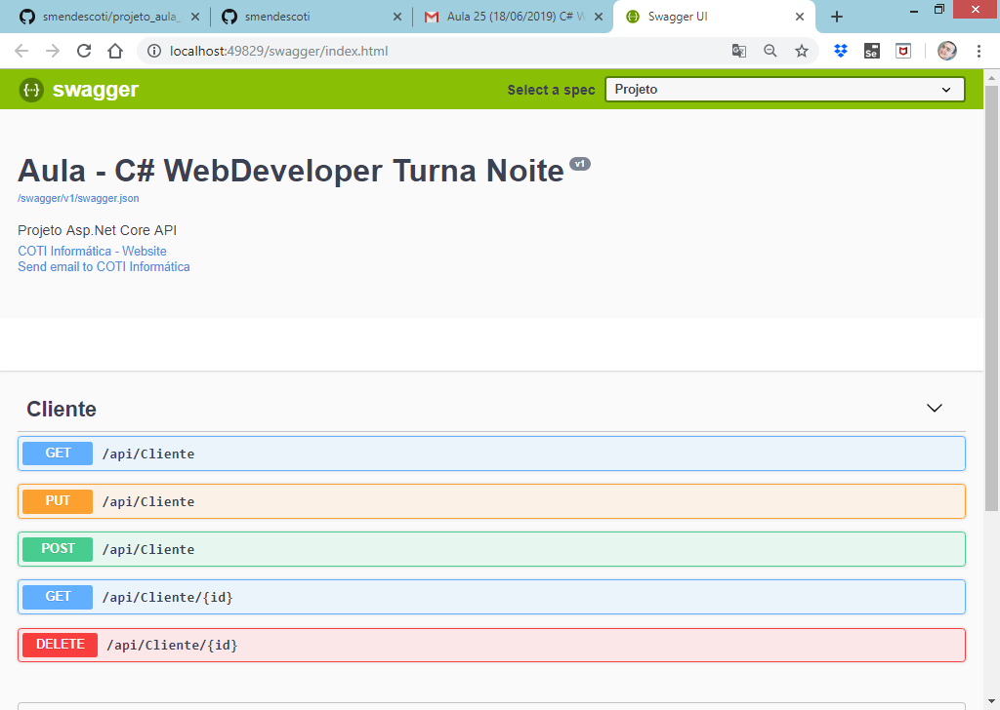 smendescoti/projeto_aula_
smendescoti
Aula 25 (18/06/2019) C# W
Swagger UI
localhost:49829/swagger/index.html
Se
{··}
swagger
Select a spec
Projeto
Aula - C# WebDeveloper Turna Noite v1
/swagger/v1/swagger.json
Projeto Asp.Net Core API
COTI Informática - Website
Send email to COTI Informática
Cliente
GET /api/Cliente
PUT /api/Cliente
POST /api/Cliente
GET /api/Cliente/{id}
DELETE /api/Cliente/{id}